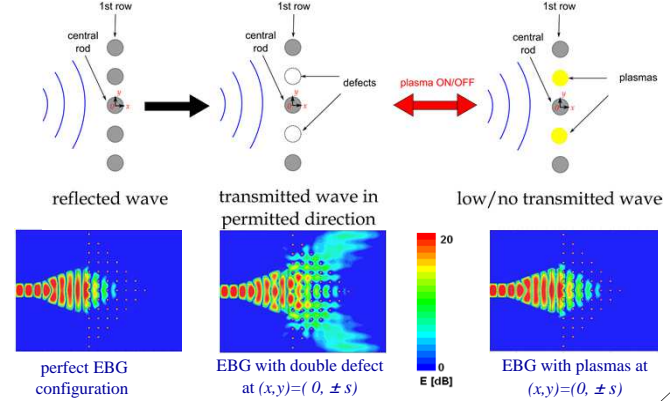 1st row
central
rod
y
x
1st row
central
rod
defects
y
x
plasma ON/OFF
1st row
central
rod
plasmas
y
x
reflected wave
transmitted wave in
permitted direction
low/no transmitted wave
20
0
E [dB]
perfect EBG
configuration
EBG with double defect
at (x,y)=( 0, ± s)
EBG with plasmas at
(x,y)=(0, ± s)